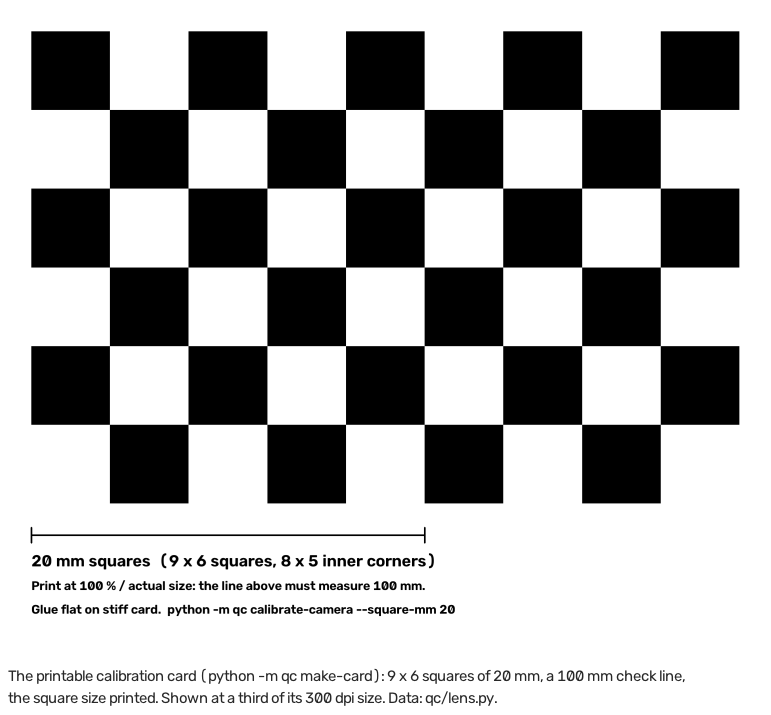 20 mm squares (9 x 6 squares, 8 x 5 inner corners)
Print at 100 % / actual size: the line above must measure 100 mm.
Glue flat on stiff card. python -m qc calibrate-camera --square-mm 20
The printable calibration card (python -m qc make-card): 9 x 6 squares of 20 mm, a 100 mm check line,
the square size printed. Shown at a third of its 300 dpi size. Data: qc/lens.py.